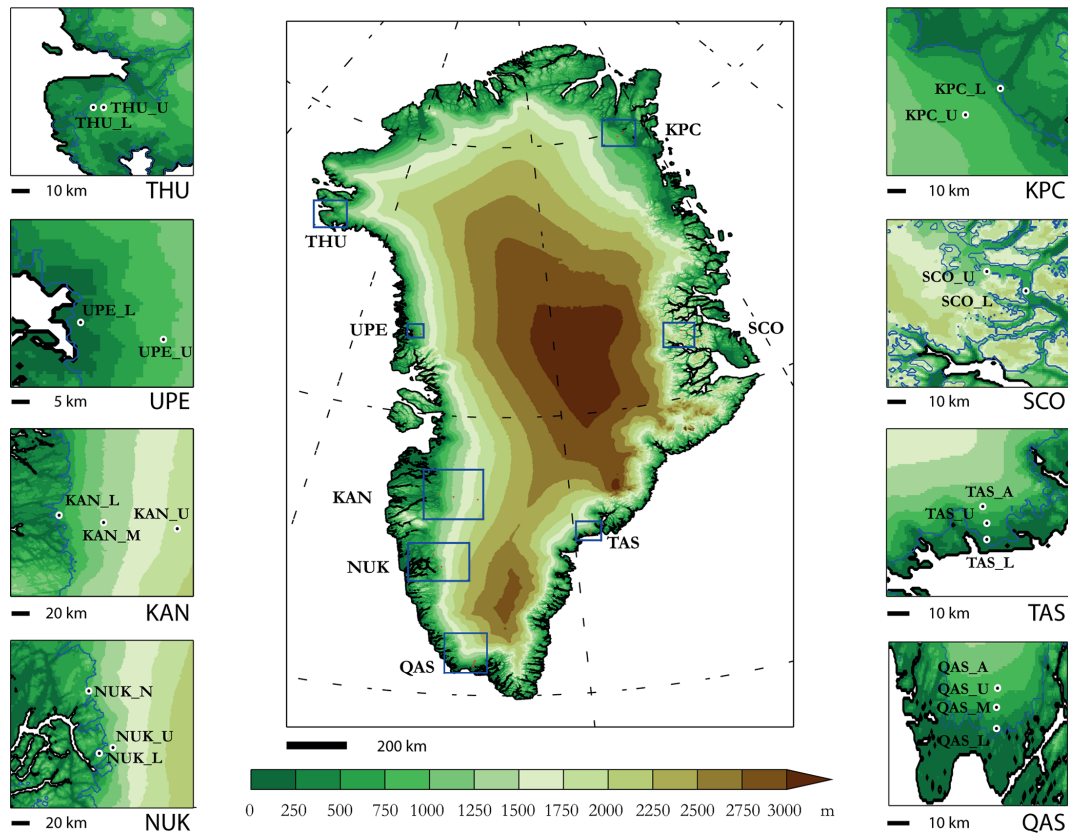 THU_U
THU_L
10 km
THU
UPE_L
UPE_U
5 km
UPE
KAN_L
KAN_U
KAN_M
20 km
KAN
NUK_N
NUK_U
NUK_L
20 km
NUK
KPC
THU
UPE
SCO
KAN
TAS
NUK
QAS
200 km
0 250 500 750 1000 1250 1500 1750 2000 2250 2500 2750 3000 m
KPC_L
KPC_U
10 km
KPC
SCO_U
SCO_L
10 km
SCO
TAS_A
TAS_U
TAS_L
10 km
TAS
QAS_A
QAS_U
QAS_M
QAS_L
10 km
QAS